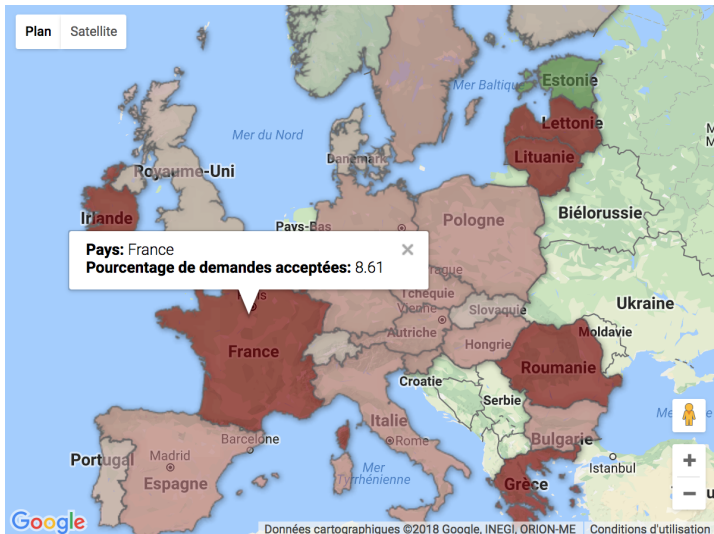 Plan Satellite
Estonie
Mer Baltique
Lettonie
Mer du Nord
Lituanie
Danemark
Royaume-Uni
Irlande
Biélorussie
Pologne
Pays-Bas
Pays: France
Pourcentage de demandes acceptées: 8.61
Tchéquie
Ukraine
Vienne
Slovaquie
Autriche
Moldavie
Hongrie
France
Roumanie
Croatie
Serbie
Italie
Barcelone
Rome
Bulgarie
Madrid
Portugal
Istanbul
Mer
Tyrrhénienne
Espagne
Grèce
Google
Données cartographiques ©2018 Google, INEGI, ORION-ME Conditions d'utilisation